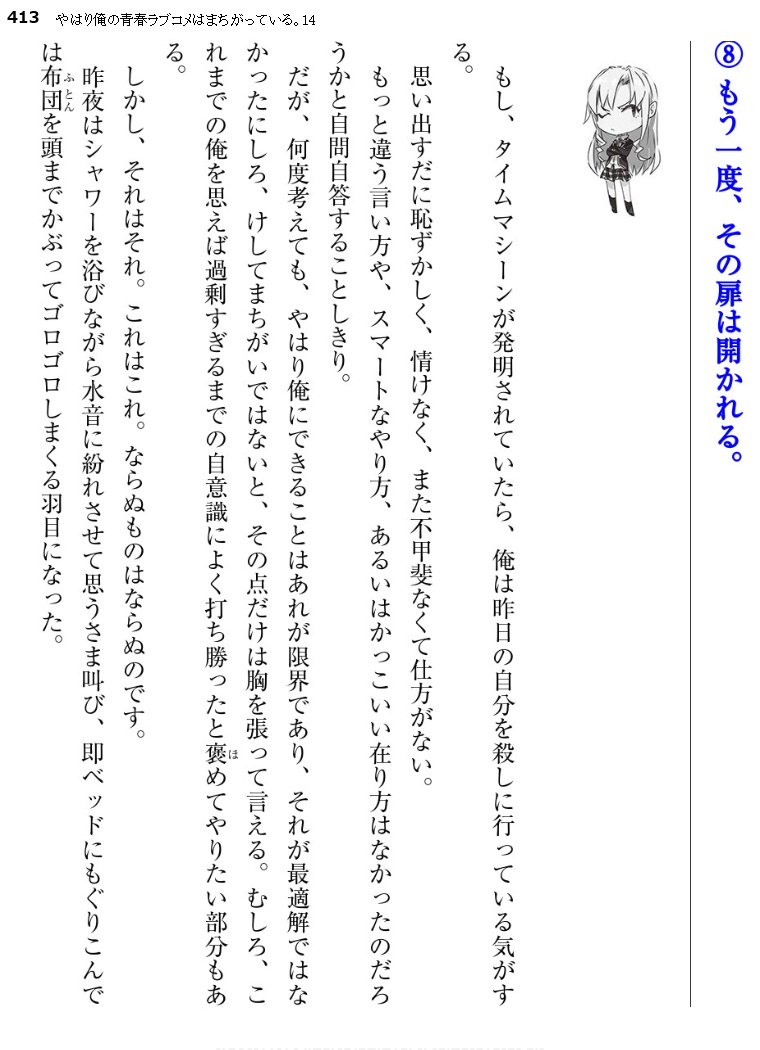 413 やはり俺の青春ラブコメはまちがっている。14
⑧ もう一度、その扉は開かれる。
もし、タイムマシーンが発明されていたら、俺は昨日の自分を殺しに行っている気がす
る。
思い出すだに恥ずかしく、情けなく、また不甲斐なくて仕方がない。
もっと違う言い方や、スマートなやり方、あるいはかっこいい在り方はなかったのだろ
うかと自問自答することしきり。
だが、何度考えても、やはり俺にできることはあれが限界であり、それが最適解ではな
かったにしろ、けしてまちがいではないと、その点だけは胸を張って言える。むしろ、こ
れまでの俺を思えば過剰すぎるまでの自意識によく打ち勝ったと褒めてやりたい部分もあ
る。
しかし、それはそれ。これはこれ。ならぬものはならぬのです。
昨夜はシャワーを浴びながら水音に紛れさせて思うさま叫び、即ベッドにもぐりこんで
は布団を頭までかぶってゴロゴロしまくる羽目になった。